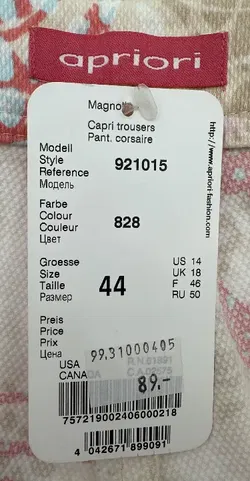 apriori
Magno
Capri trousers
Pant. corsaire
http://www.apriori-fashion.com
Modell
Style
Reference
Модель
921015
Farbe
Colour
Couleur
Цвет
828
Groesse
Size
Taille
Размер
44
US 14
UK 18
F 46
RU 50
Preis
Price
Prix
Цена
99.31000405
USA
CANADA
89.-
7572190024060000218
4 042671 899091